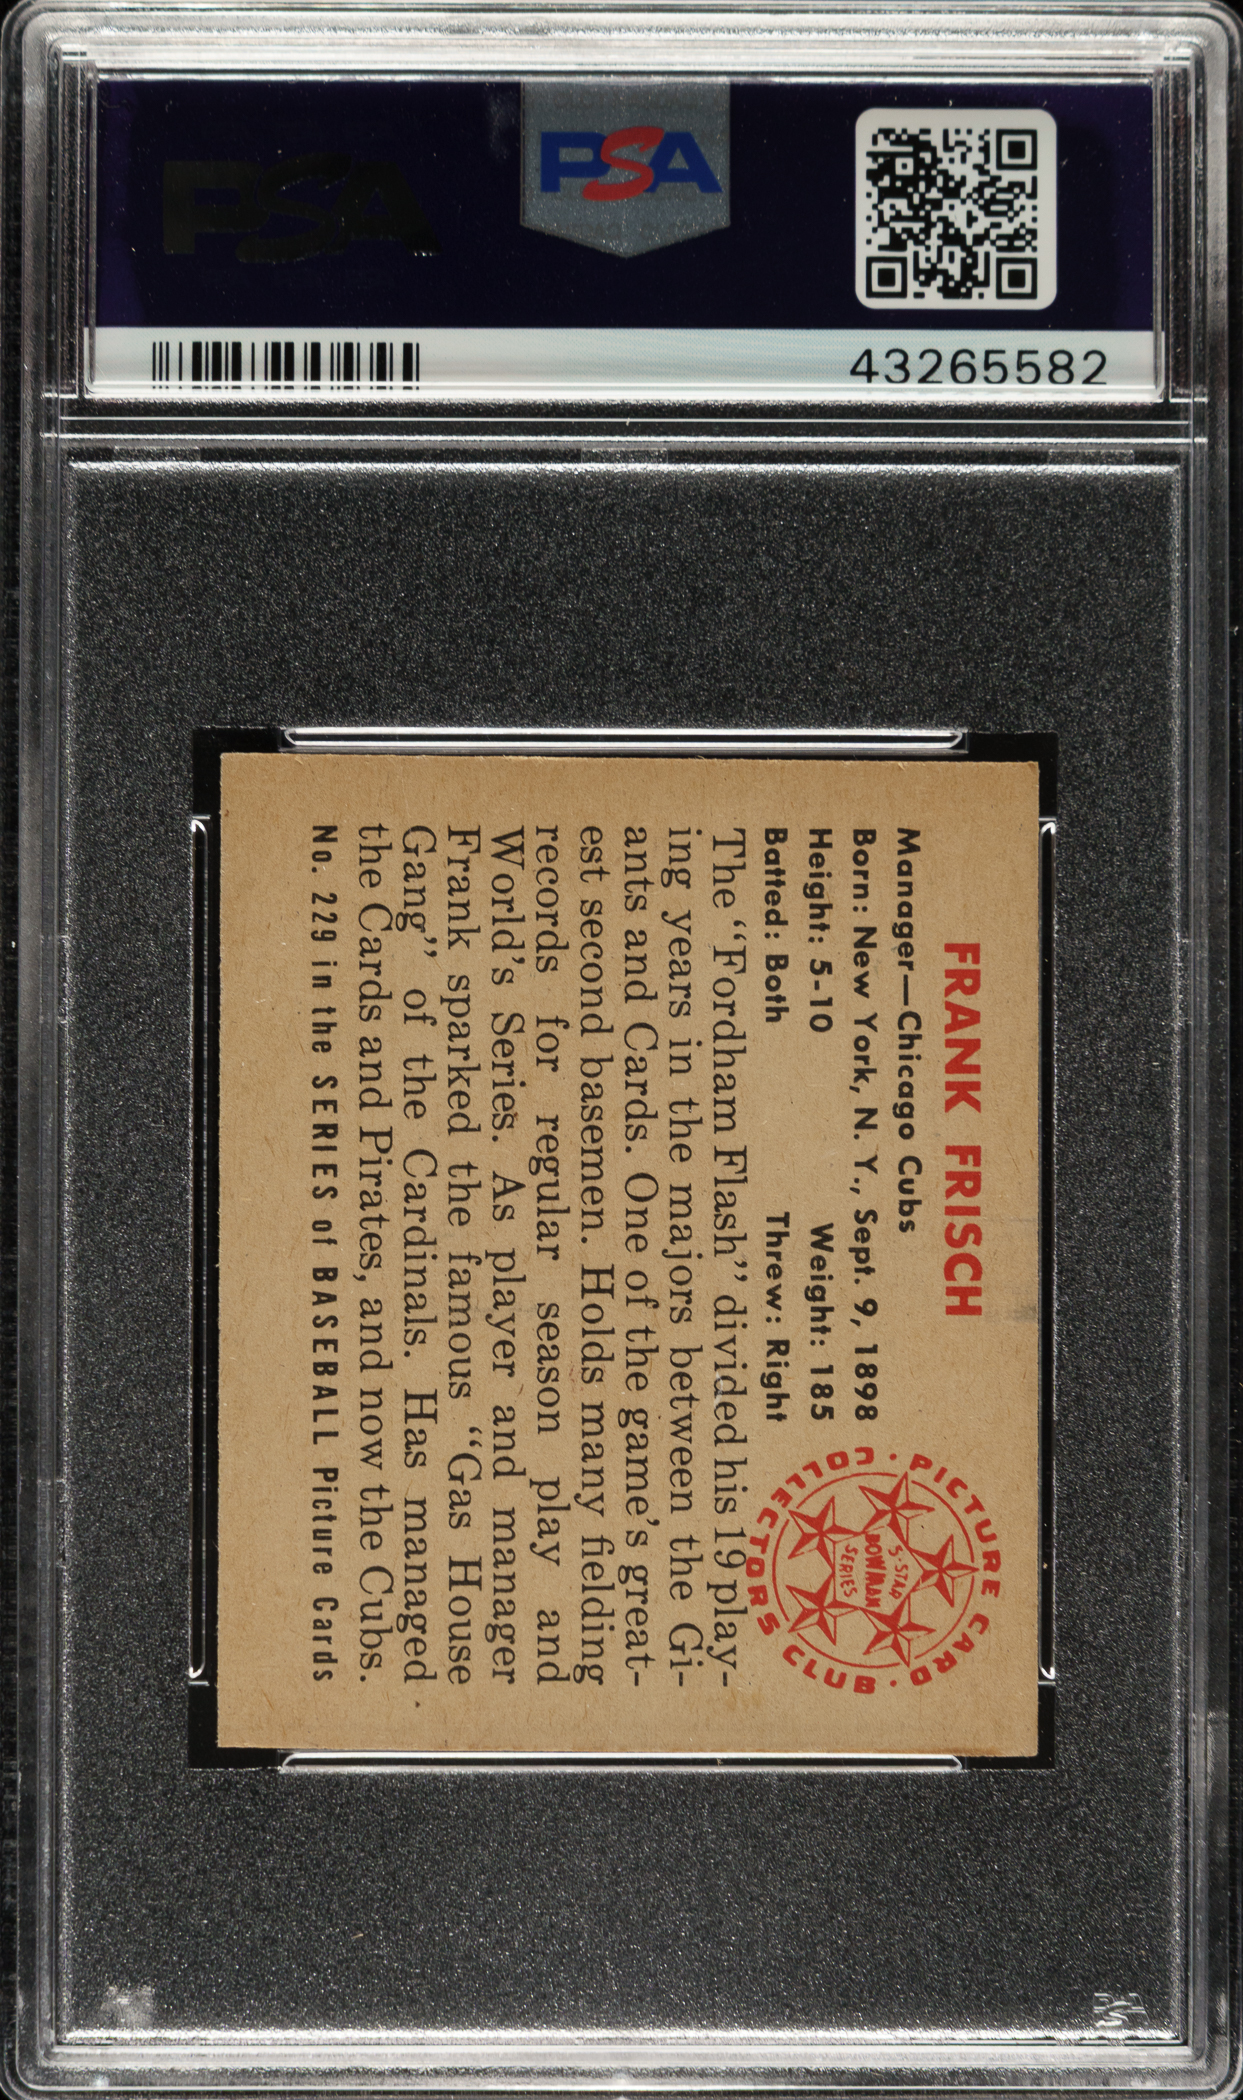 PSA
PSA
43265582
FRANK FRISCH
Manager—Chicago Cubs
Born: New York, N. Y., Sept. 9, 1898
Height: 5-10 Weight: 185
Batted: Both Threw: Right
PICTURE CARD · COLLECTORS CLUB ·
5-STAR
BOWMAN
SERIES
The "Fordham Flash" divided his 19 play-
ing years in the majors between the Gi-
ants and Cards. One of the game's great-
est second basemen. Holds many fielding
records for regular season play and
World's Series. As player and manager
Frank sparked the famous "Gas House
Gang" of the Cardinals. Has managed
the Cards and Pirates, and now the Cubs.
No. 229 in the SERIES of BASEBALL Picture Cards
PSA